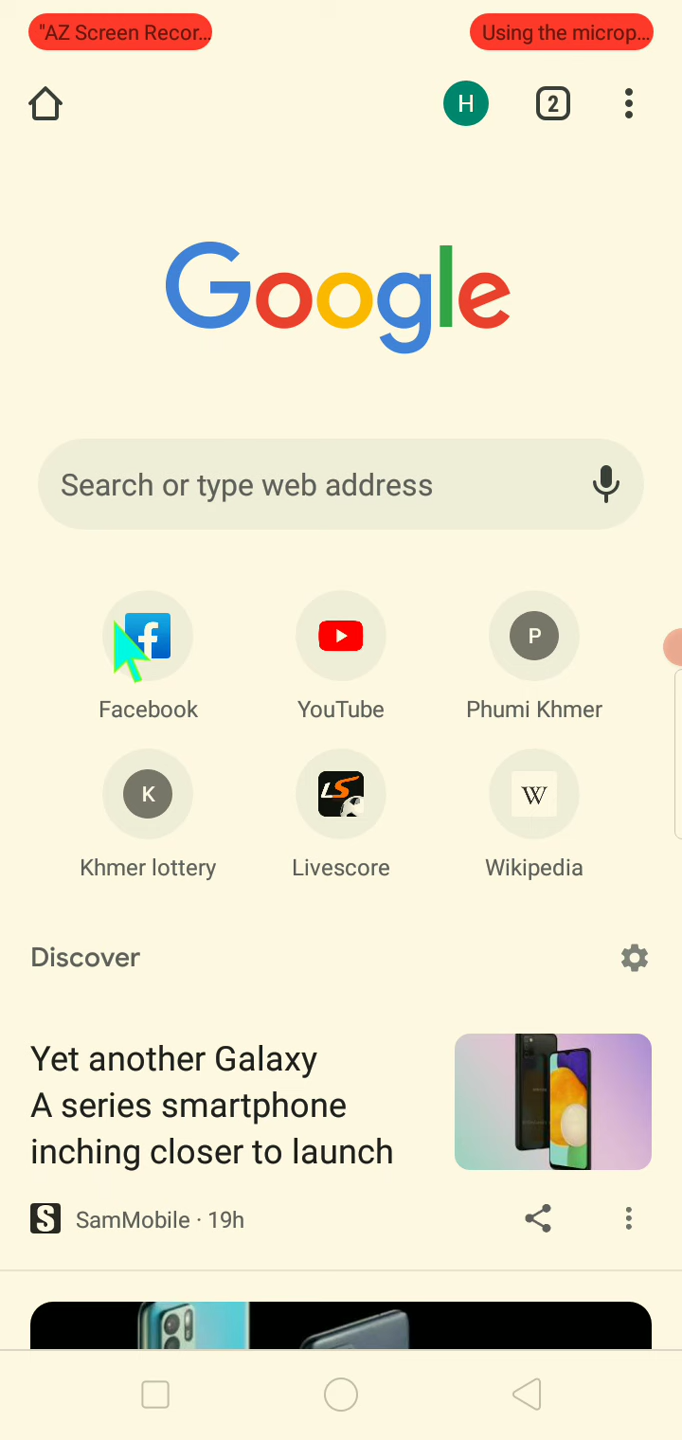 "AZ Screen Recor...
Using the microp...
H
2
Google
Search or type web address
Facebook
YouTube
P
Phumi Khmer
K
Khmer lottery
LS
Livescore
W
Wikipedia
Discover
Yet another Galaxy
A series smartphone
inching closer to launch
S
SamMobile · 19h